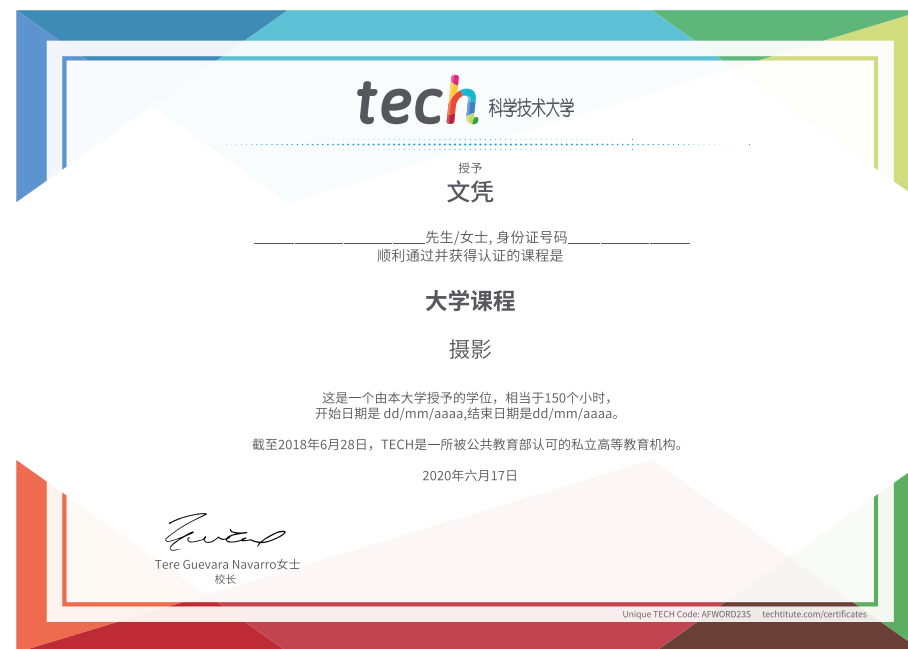 tech 科学技术大学
授予
文凭
______________________先生/女士, 身份证号码_______________
顺利通过并获得认证的课程是
大学课程
摄影
这是一个由本大学授予的学位，相当于150个小时，
开始日期是 dd/mm/aaaa,结束日期是dd/mm/aaaa。
截至2018年6月28日，TECH是一所被公共教育部认可的私立高等教育机构。
2020年六月17日
Tere Guevara Navarro女士
校长
Unique TECH Code: AFWORD23S techtitute.com/certificates